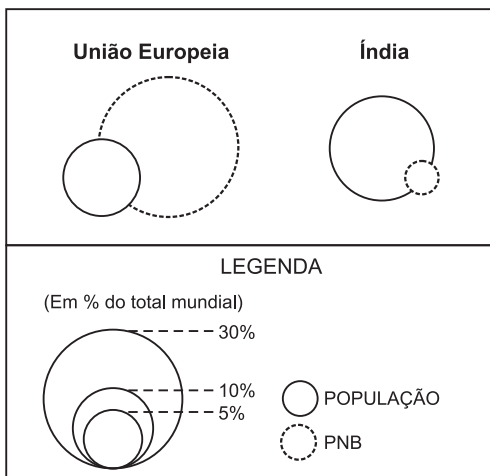 União Europeia
Índia
LEGENDA
(Em % do total mundial)
30%
10%
5%
POPULAÇÃO
PNB